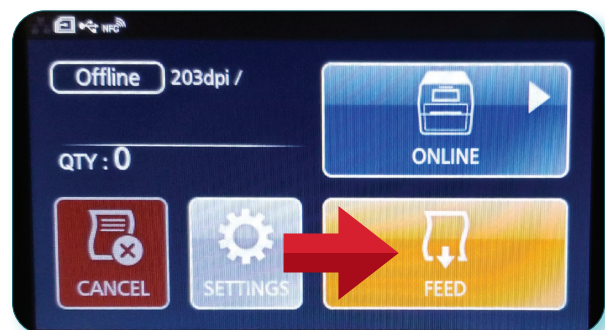 NFC
Offline 203dpi /
QTY : 0
ONLINE
CANCEL
SETTINGS
FEED